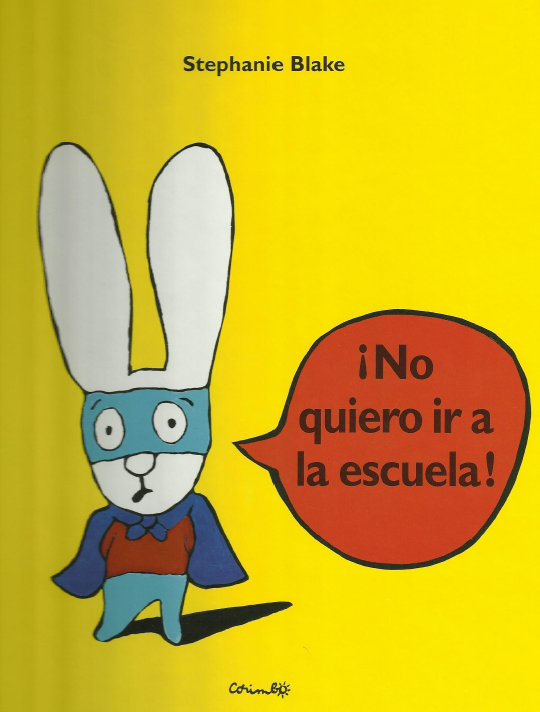 Stephanie Blake
¡No
quiero ir a
la escuela!
Corimbo